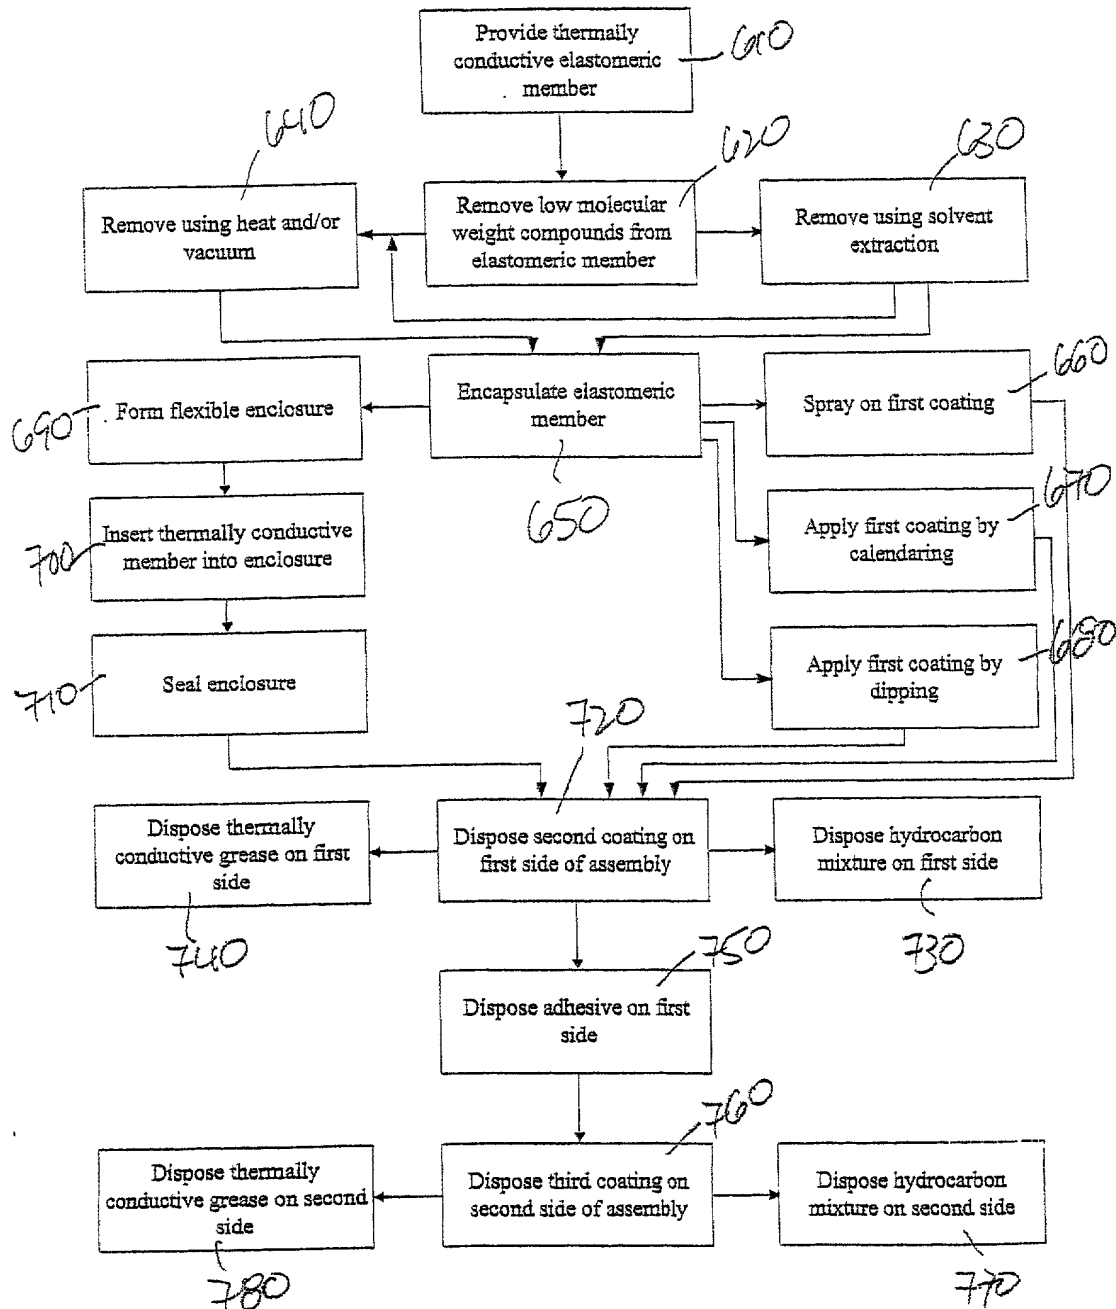 Provide thermally
conductive elastomeric
member
610
640
620
630
Remove using heat and/or
vacuum
Remove low molecular
weight compounds from
elastomeric member
Remove using solvent
extraction
690
Form flexible enclosure
Encapsulate elastomeric
member
650
Spray on first coating
660
700
Insert thermally conductive
member into enclosure
Apply first coating by
calendaring
670
710
Seal enclosure
Apply first coating by
dipping
680
720
Dispose thermally
conductive grease on first
side
740
Dispose second coating on
first side of assembly
Dispose hydrocarbon
mixture on first side
730
750
Dispose adhesive on first
side
760
Dispose thermally
conductive grease on second
side
780
Dispose third coating on
second side of assembly
Dispose hydrocarbon
mixture on second side
770